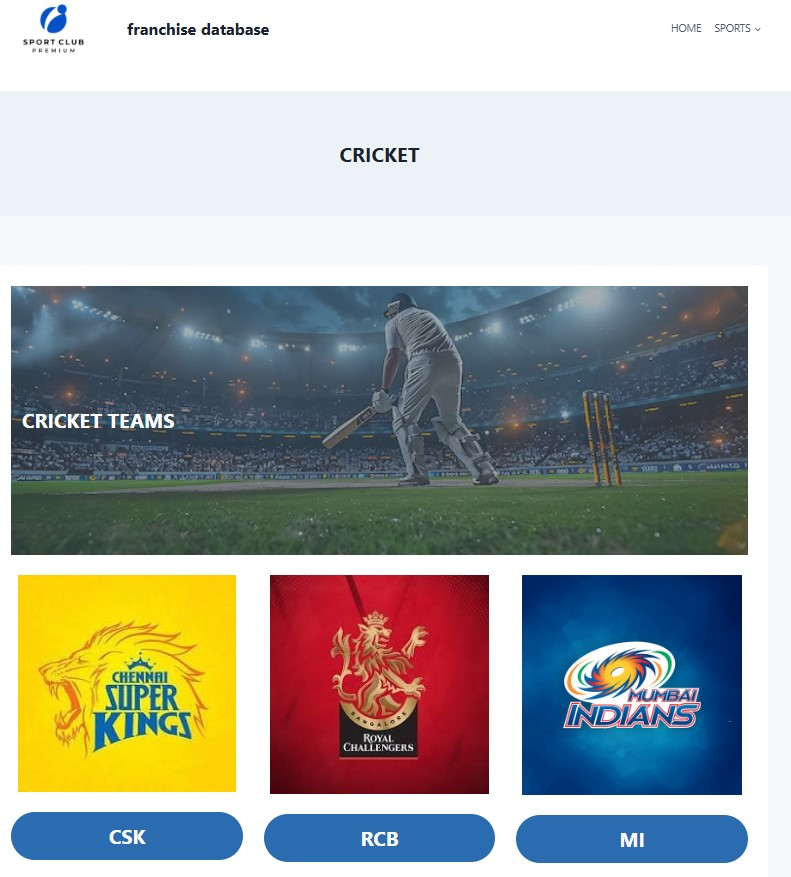 SPORT CLUB
PREMIUM
franchise database
HOME
SPORTS
CRICKET
CRICKET TEAMS
CHENNAI
SUPER
KINGS
BANGALORE
ROYAL
CHALLENGERS
MUMBAI
INDIANS
CSK
RCB
MI